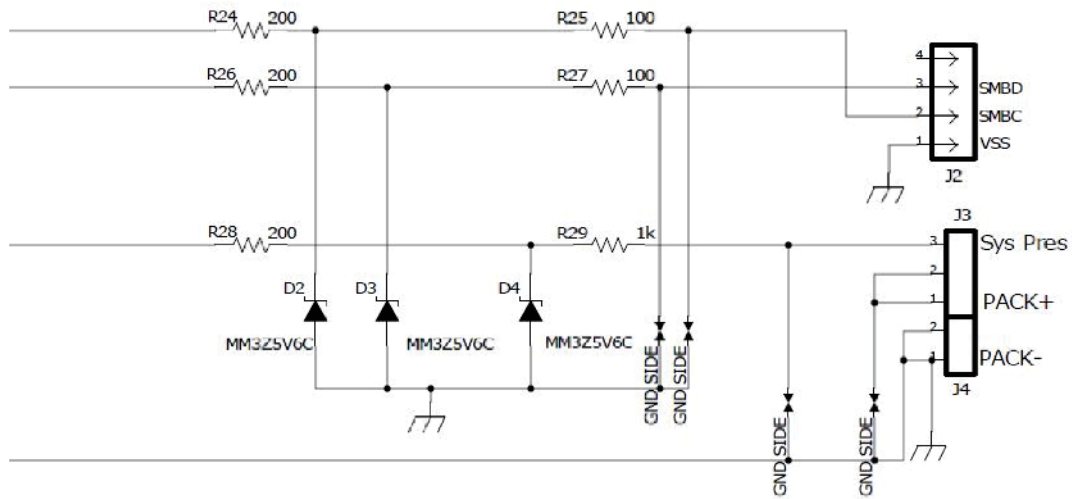 R24 200 R25 100
R26 200 R27 100
4
3 SMBD
2 SMBC
1 VSS
J2
R28 200 R29 1k
J3
3 Sys Pres
2
1 PACK+
2
1 PACK-
J4
D2 D3 D4
MM3Z5V6C MM3Z5V6C MM3Z5V6C
GND SIDE
GND SIDE
GND SIDE
GND SIDE